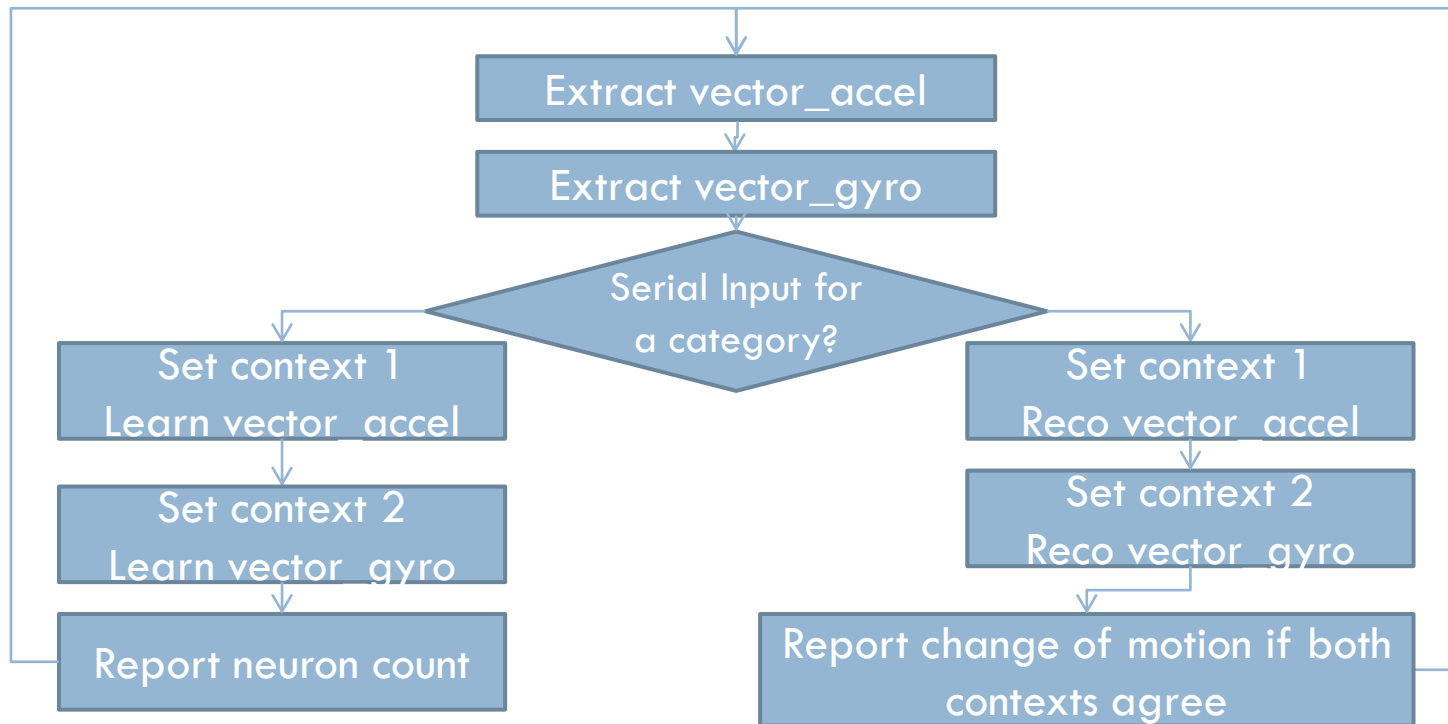 Extract vector_accel
Extract vector_gyro
Serial Input for
a category?
Set context 1
Learn vector_accel
Set context 2
Learn vector_gyro
Report neuron count
Set context 1
Reco vector_accel
Set context 2
Reco vector_gyro
Report change of motion if both
contexts agree